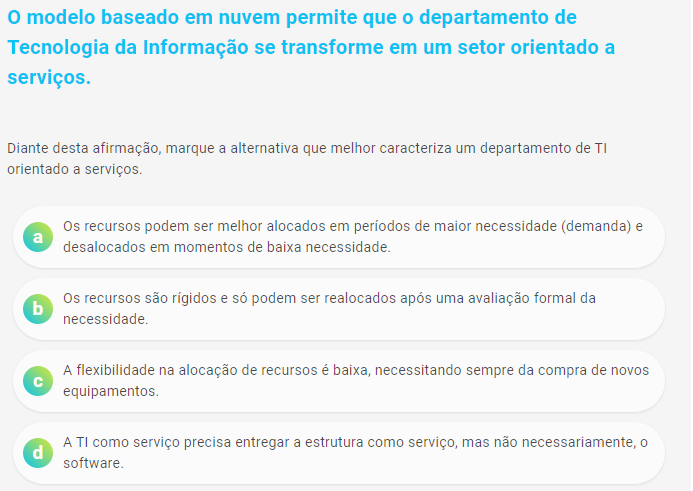 O modelo baseado em nuvem permite que o departamento de
Tecnologia da Informação se transforme em um setor orientado a
serviços.
Diante desta afirmação, marque a alternativa que melhor caracteriza um departamento de TI
orientado a serviços.
a
Os recursos podem ser melhor alocados em períodos de maior necessidade (demanda) e
desalocados em momentos de baixa necessidade.
b
Os recursos são rígidos e só podem ser realocados após uma avaliação formal da
necessidade.
c
A flexibilidade na alocação de recursos é baixa, necessitando sempre da compra de novos
equipamentos.
d
A TI como serviço precisa entregar a estrutura como serviço, mas não necessariamente, o
software.